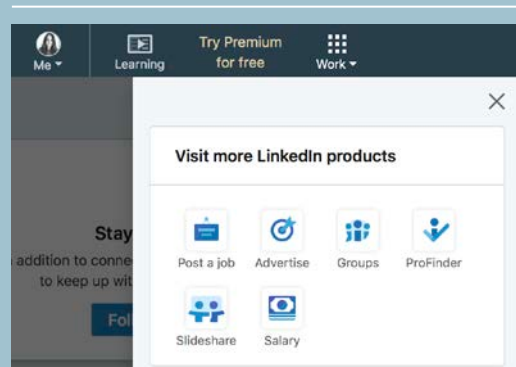 Me
Learning
Try Premium
for free
Work
Visit more LinkedIn products
Stay
addition to conne
to keep up wit
Foll
Post a job
Advertise
Groups
ProFinder
Slideshare
Salary